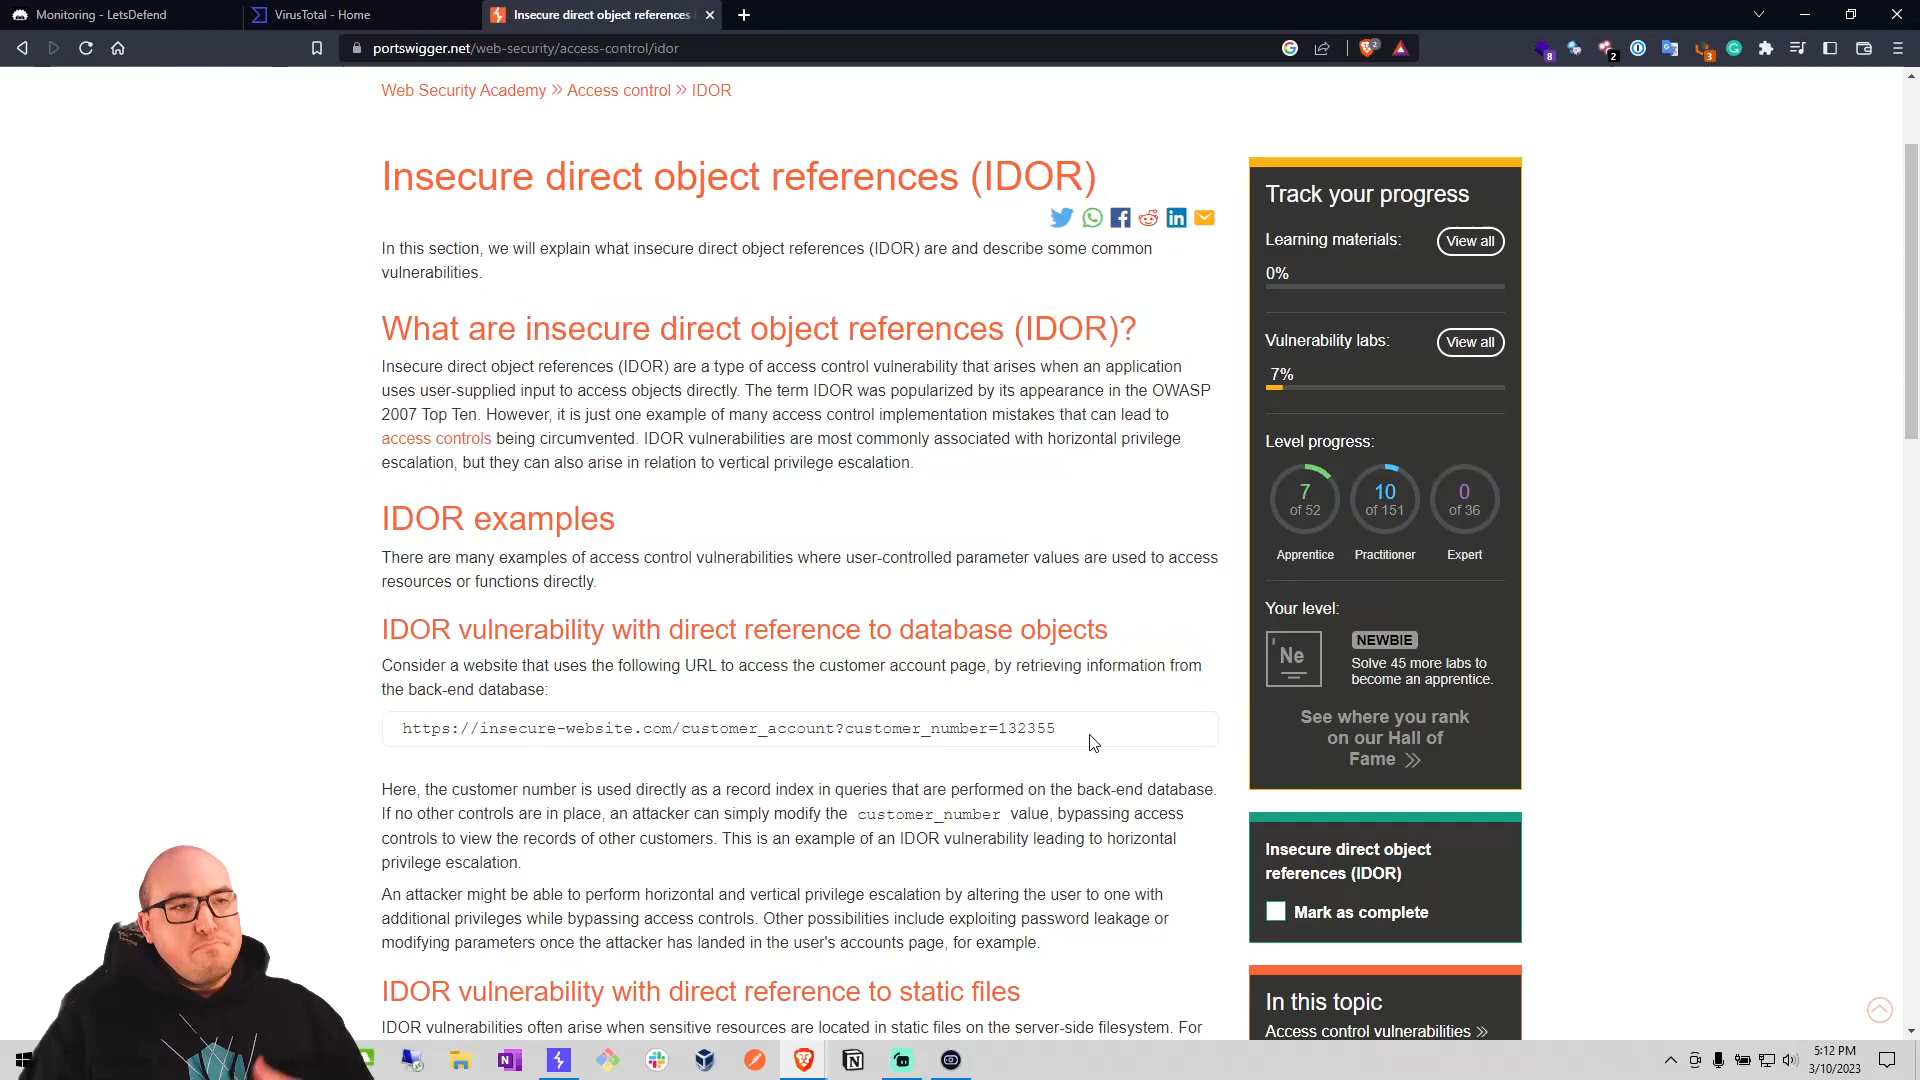 Monitoring - LetsDefend
VirusTotal - Home
Insecure direct object references
portswigger.net/web-security/access-control/idor
2
8
2
3
Web Security Academy >> Access control >> IDOR
Insecure direct object references (IDOR)
In this section, we will explain what insecure direct object references (IDOR) are and describe some common
vulnerabilities.
What are insecure direct object references (IDOR)?
Insecure direct object references (IDOR) are a type of access control vulnerability that arises when an application
uses user-supplied input to access objects directly. The term IDOR was popularized by its appearance in the OWASP
2007 Top Ten. However, it is just one example of many access control implementation mistakes that can lead to
access controls being circumvented. IDOR vulnerabilities are most commonly associated with horizontal privilege
escalation, but they can also arise in relation to vertical privilege escalation.
IDOR examples
There are many examples of access control vulnerabilities where user-controlled parameter values are used to access
resources or functions directly.
IDOR vulnerability with direct reference to database objects
Consider a website that uses the following URL to access the customer account page, by retrieving information from
the back-end database:
https://insecure-website.com/customer_account?customer_number=132355
Here, the customer number is used directly as a record index in queries that are performed on the back-end database.
If no other controls are in place, an attacker can simply modify the customer_number value, bypassing access
controls to view the records of other customers. This is an example of an IDOR vulnerability leading to horizontal
privilege escalation.
An attacker might be able to perform horizontal and vertical privilege escalation by altering the user to one with
additional privileges while bypassing access controls. Other possibilities include exploiting password leakage or
modifying parameters once the attacker has landed in the user's accounts page, for example.
IDOR vulnerability with direct reference to static files
IDOR vulnerabilities often arise when sensitive resources are located in static files on the server-side filesystem. For
Track your progress
Learning materials: View all
0%
Vulnerability labs: View all
7%
Level progress:
7 10 0
of 52 of 151 of 36
Apprentice Practitioner Expert
Your level:
Ne
NEWBIE
Solve 45 more labs to
become an apprentice.
See where you rank
on our Hall of
Fame >>
Insecure direct object
references (IDOR)
Mark as complete
In this topic
Access control vulnerabilities >>
5:12 PM
3/10/2023